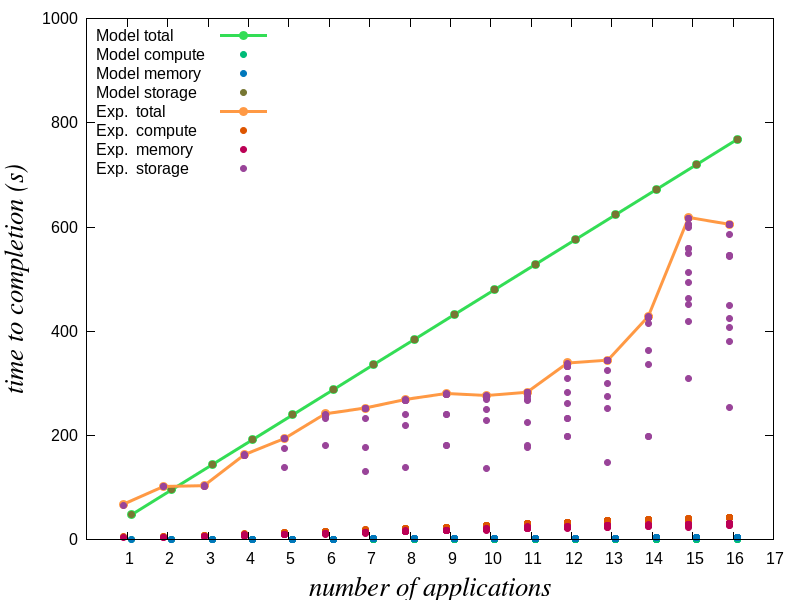 1000
800
600
400
200
0
Model total
Model compute
Model memory
Model storage
Exp. total
Exp. compute
Exp. memory
Exp. storage
time to completion (s)
1 2 3 4 5 6 7 8 9 10 11 12 13 14 15 16 17
number of applications